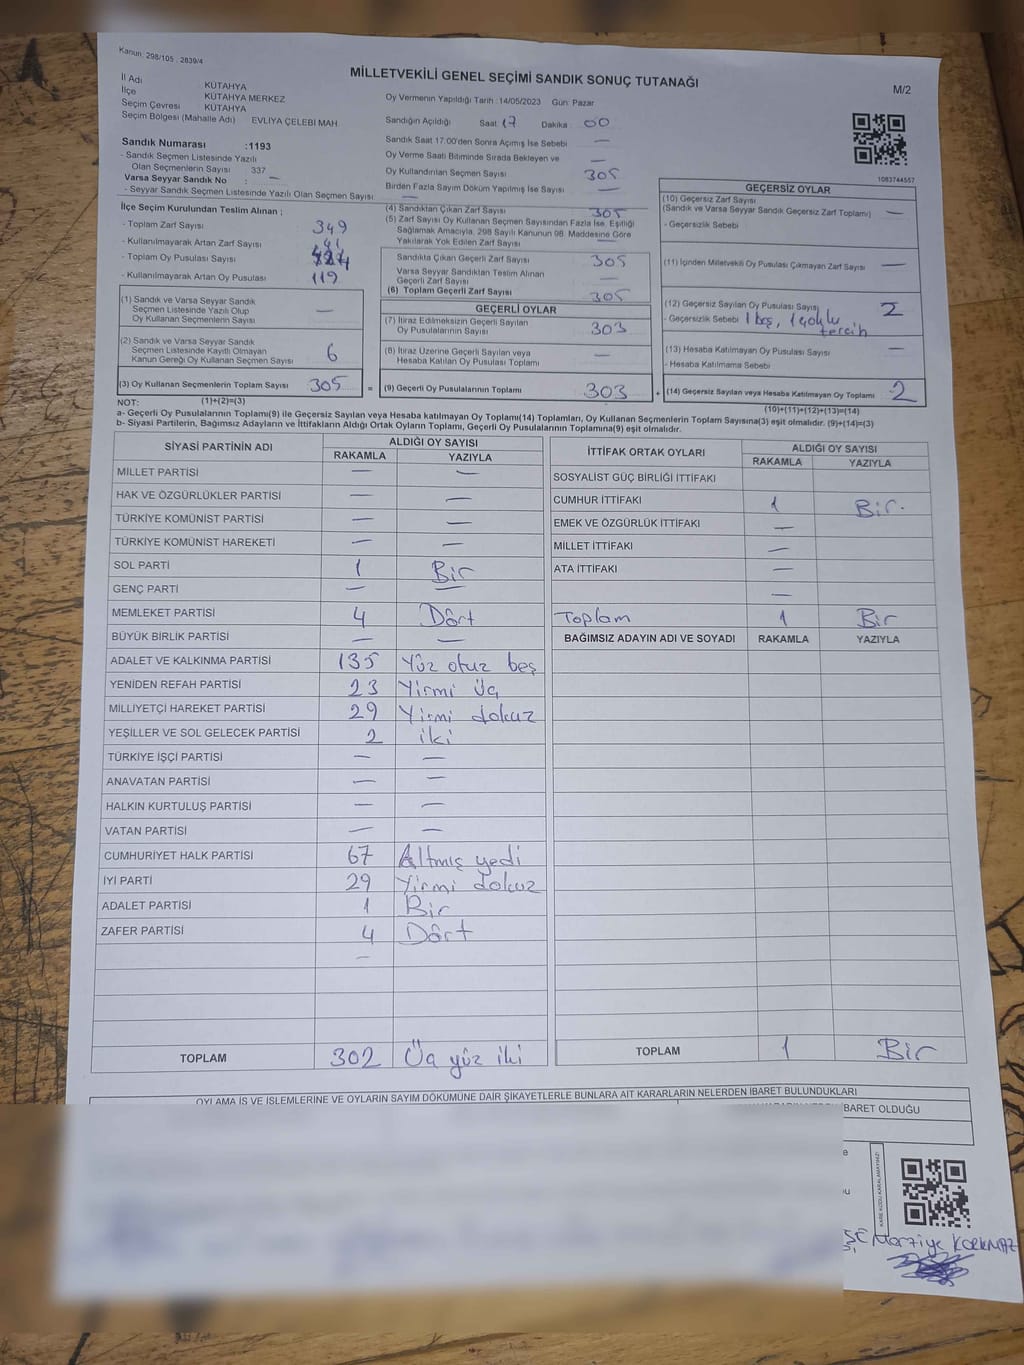 Kanun: 298/105 , 2839/4
MİLLETVEKİLİ GENEL SEÇİMİ SANDIK SONUÇ TUTANAĞI
M/2
İl Adı KÜTAHYA
İlçe KÜTAHYA MERKEZ
Seçim Çevresi KÜTAHYA
Seçim Bölgesi (Mahalle Adı) EVLİYA ÇELEBİ MAH
Sandık Numarası :1193
- Sandık Seçmen Listesinde Yazılı
Olan Seçmenlerin Sayısı : 337
Varsa Seyyar Sandık No : —
- Seyyar Sandık Seçmen Listesinde Yazılı Olan Seçmen Sayısı —
Oy Vermenin Yapıldığı Tarih :14/05/2023 Gün: Pazar
Sandığın Açıldığı Saat 17 Dakika 00
Sandık Saat 17:00'den Sonra Açımış İse Sebebi —
Oy Verme Saati Bitiminde Sırada Bekleyen ve —
Oy Kullandırılan Seçmen Sayısı 305
Birden Fazla Sayım Döküm Yapılmış İse Sayısı —
1083744557
İlçe Seçim Kurulundan Teslim Alınan ;
- Toplam Zarf Sayısı 349
- Kullanılmayarak Artan Zarf Sayısı 41
- Toplam Oy Pusulası Sayısı
- Kullanılmayarak Artan Oy Pusulası 119
(1) Sandık ve Varsa Seyyar Sandık
Seçmen Listesinde Yazılı Olup
Oy Kullanan Seçmenlerin Sayısı —
(2) Sandık ve Varsa Seyyar Sandık
Seçmen Listesinde Kayıtlı Olmayan
Kanun Gereği Oy Kullanan Seçmen Sayısı 6
(3) Oy Kullanan Seçmenlerin Toplam Sayısı 305 =
(1)+(2)=(3)
(4) Sandıktan Çıkan Zarf Sayısı 305
(5) Zarf Sayısı Oy Kullanan Seçmen Sayısından Fazla İse, Eşitliği
Sağlamak Amacıyla, 298 Sayılı Kanunun 98. Maddesine Göre
Yakılarak Yok Edilen Zarf Sayısı —
Sandıkta Çıkan Geçerli Zarf Sayısı 305
Varsa Seyyar Sandıktan Teslim Alınan
Geçerli Zarf Sayısı —
(6) Toplam Geçerli Zarf Sayısı 305
GEÇERLİ OYLAR
(7) İtiraz Edilmeksizin Geçerli Sayılan
Oy Pusulalarının Sayısı 303
(8) İtiraz Üzerine Geçerli Sayılan veya
Hesaba Katılan Oy Pusulası Toplamı —
(9) Geçerli Oy Pusulalarının Toplamı 303 +
GEÇERSİZ OYLAR
(10) Geçersiz Zarf Sayısı
(Sandık ve Varsa Seyyar Sandık Geçersiz Zarf Toplamı) —
- Geçersizlik Sebebi
(11) İçinden Milletvekili Oy Pusulası Çıkmayan Zarf Sayısı —
(12) Geçersiz Sayılan Oy Pusulası Sayısı 2
- Geçersizlik Sebebi 1 boş, 1 çoklu
tercih
(13) Hesaba Katılmayan Oy Pusulası Sayısı —
- Hesaba Katılmama Sebebi
(14) Geçersiz Sayılan veya Hesaba Katılmayan Oy Toplamı 2
(10)+(11)+(12)+(13)=(14)
NOT:
a- Geçerli Oy Pusulalarının Toplamı(9) ile Geçersiz Sayılan veya Hesaba katılmayan Oy Toplamı(14) Toplamları, Oy Kullanan Seçmenlerin Toplam Sayısına(3) eşit olmalıdır. (9)+(14)=(3)
b- Siyasi Partilerin, Bağımsız Adayların ve İttifakların Aldığı Ortak Oyların Toplamı, Geçerli Oy Pusulalarının Toplamına(9) eşit olmalıdır.
SİYASİ PARTİNİN ADI ALDIĞI OY SAYISI
RAKAMLA YAZIYLA
MİLLET PARTİSİ — —
HAK VE ÖZGÜRLÜKLER PARTİSİ — —
TÜRKİYE KOMÜNİST PARTİSİ — —
TÜRKİYE KOMÜNİST HAREKETİ — —
SOL PARTİ 1 Bir
GENÇ PARTİ — —
MEMLEKET PARTİSİ 4 Dört
BÜYÜK BİRLİK PARTİSİ — —
ADALET VE KALKINMA PARTİSİ 135 Yüz otuz beş
YENİDEN REFAH PARTİSİ 23 Yirmi Üç
MİLLİYETÇİ HAREKET PARTİSİ 29 Yirmi dokuz
YEŞİLLER VE SOL GELECEK PARTİSİ 2 iki
TÜRKİYE İŞÇİ PARTİSİ — —
ANAVATAN PARTİSİ — —
HALKIN KURTULUŞ PARTİSİ — —
VATAN PARTİSİ — —
CUMHURİYET HALK PARTİSİ 67 Altmış yedi
İYİ PARTİ 29 Yirmi dokuz
ADALET PARTİSİ 1 Bir
ZAFER PARTİSİ 4 Dört
—
TOPLAM 302 Üç yüz iki
İTTİFAK ORTAK OYLARI ALDIĞI OY SAYISI
RAKAMLA YAZIYLA
SOSYALİST GÜÇ BİRLİĞİ İTTİFAKI
CUMHUR İTTİFAKI 1 Bir.
EMEK VE ÖZGÜRLÜK İTTİFAKI —
MİLLET İTTİFAKI —
ATA İTTİFAKI —
—
Toplam 1 Bir
BAĞIMSIZ ADAYIN ADI VE SOYADI RAKAMLA YAZIYLA
TOPLAM 1 Bir
OYLAMA İŞ VE İŞLEMLERİNE VE OYLARIN SAYIM DÖKÜMÜNE DAİR ŞİKAYETLERLE BUNLARA AİT KARARLARIN NELERDEN İBARET BULUNDUKLARI
İBARET OLDUĞU
KARE KODU KARALAMAYINIZ!
Marziye KORKMAZ